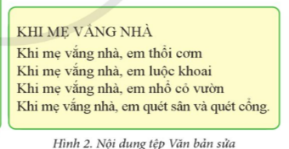 KHI MẸ VẮNG NHÀ
Khi mẹ vắng nhà, em thổi cơm
Khi mẹ vắng nhà, em luộc khoai
Khi mẹ vắng nhà, em nhổ cỏ vườn
Khi mẹ vắng nhà, em quét sân và quét cổng.
Hình 2. Nội dung tệp Văn bản sửa